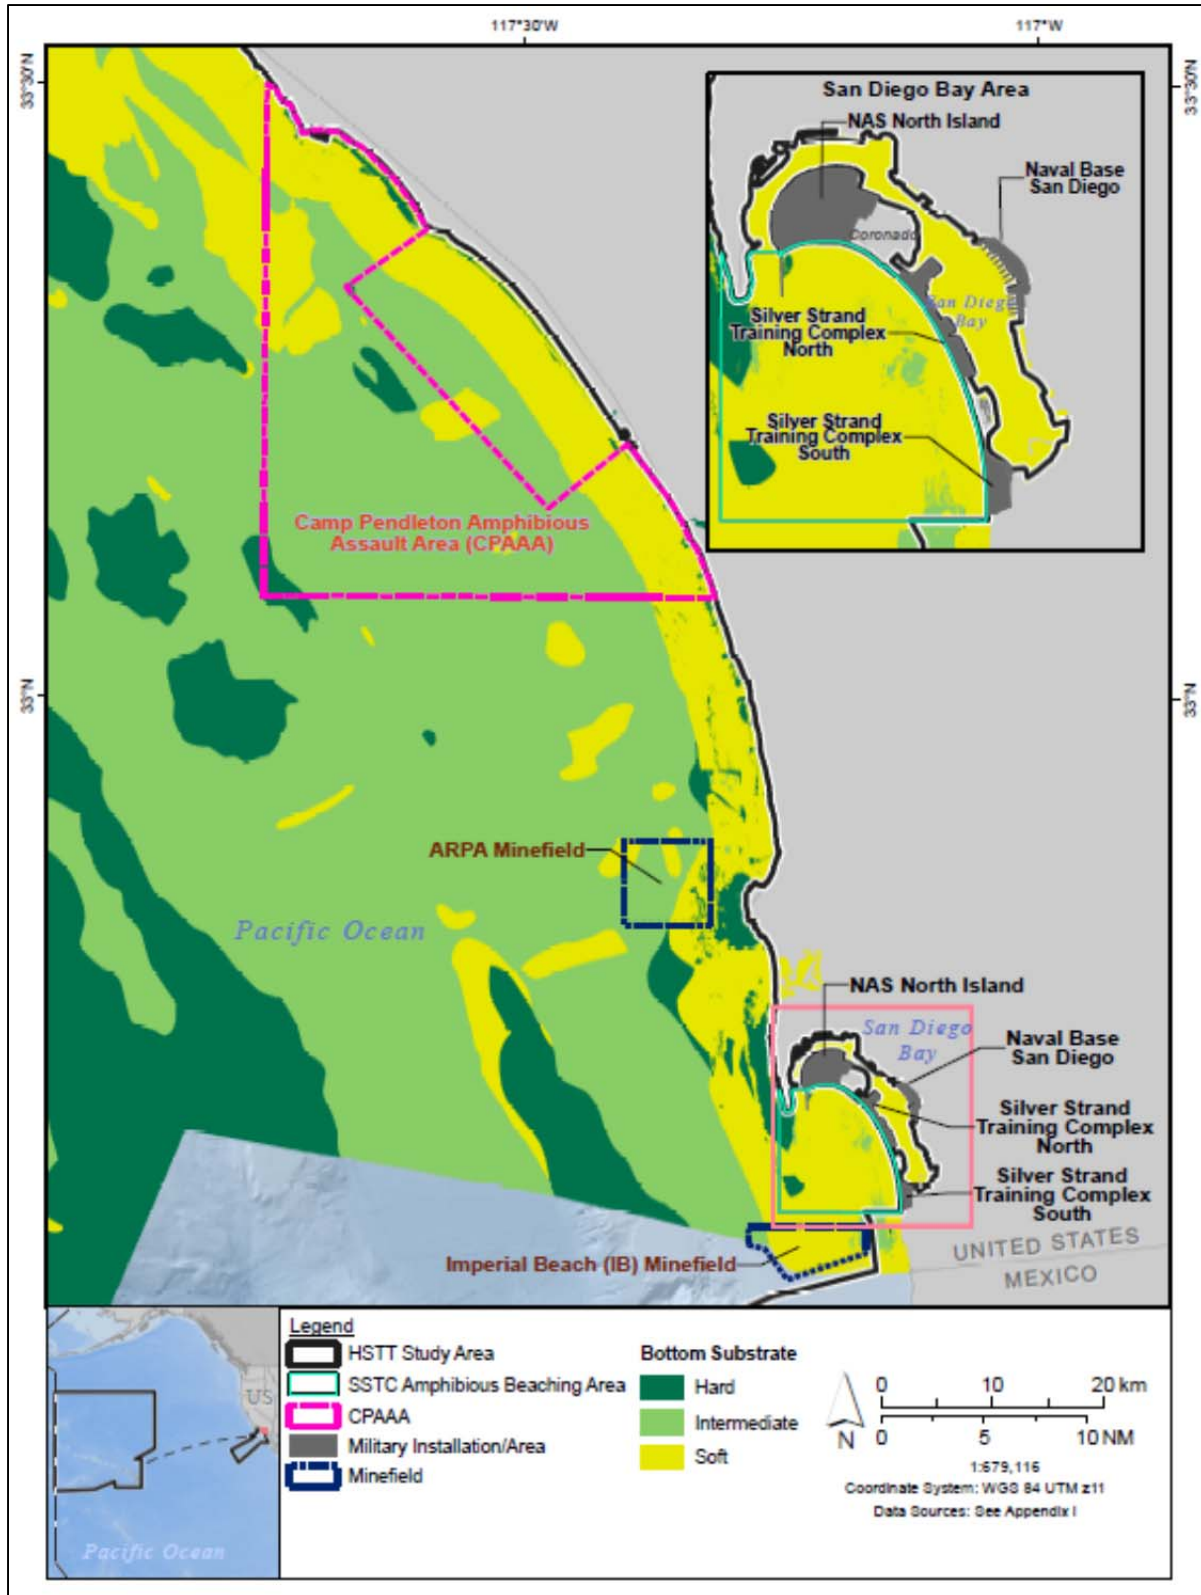 117°30'W
117°W
33°30'N
33°30'N
San Diego Bay Area
NAS North Island
Naval Base
San Diego
Coronado
San Diego
Bay
Silver Strand
Training Complex
North
Silver Strand
Training Complex
South
Camp Pendleton Amphibious
Assault Area (CPAAA)
33°N
33°N
ARPA Minefield
Pacific Ocean
NAS North Island
San Diego
Bay
Naval Base
San Diego
Silver Strand
Training Complex
North
Silver Strand
Training Complex
South
Imperial Beach (IB) Minefield
UNITED STATES
MEXICO
US
Pacific Ocean
Legend
HSTT Study Area
SSTC Amphibious Beaching Area
CPAAA
Military Installation/Area
Minefield
Bottom Substrate
Hard
Intermediate
Soft
N
0 10 20 km
0 5 10 NM
1:679,116
Coordinate System: WGS 84 UTM z11
Data Sources: See Appendix I